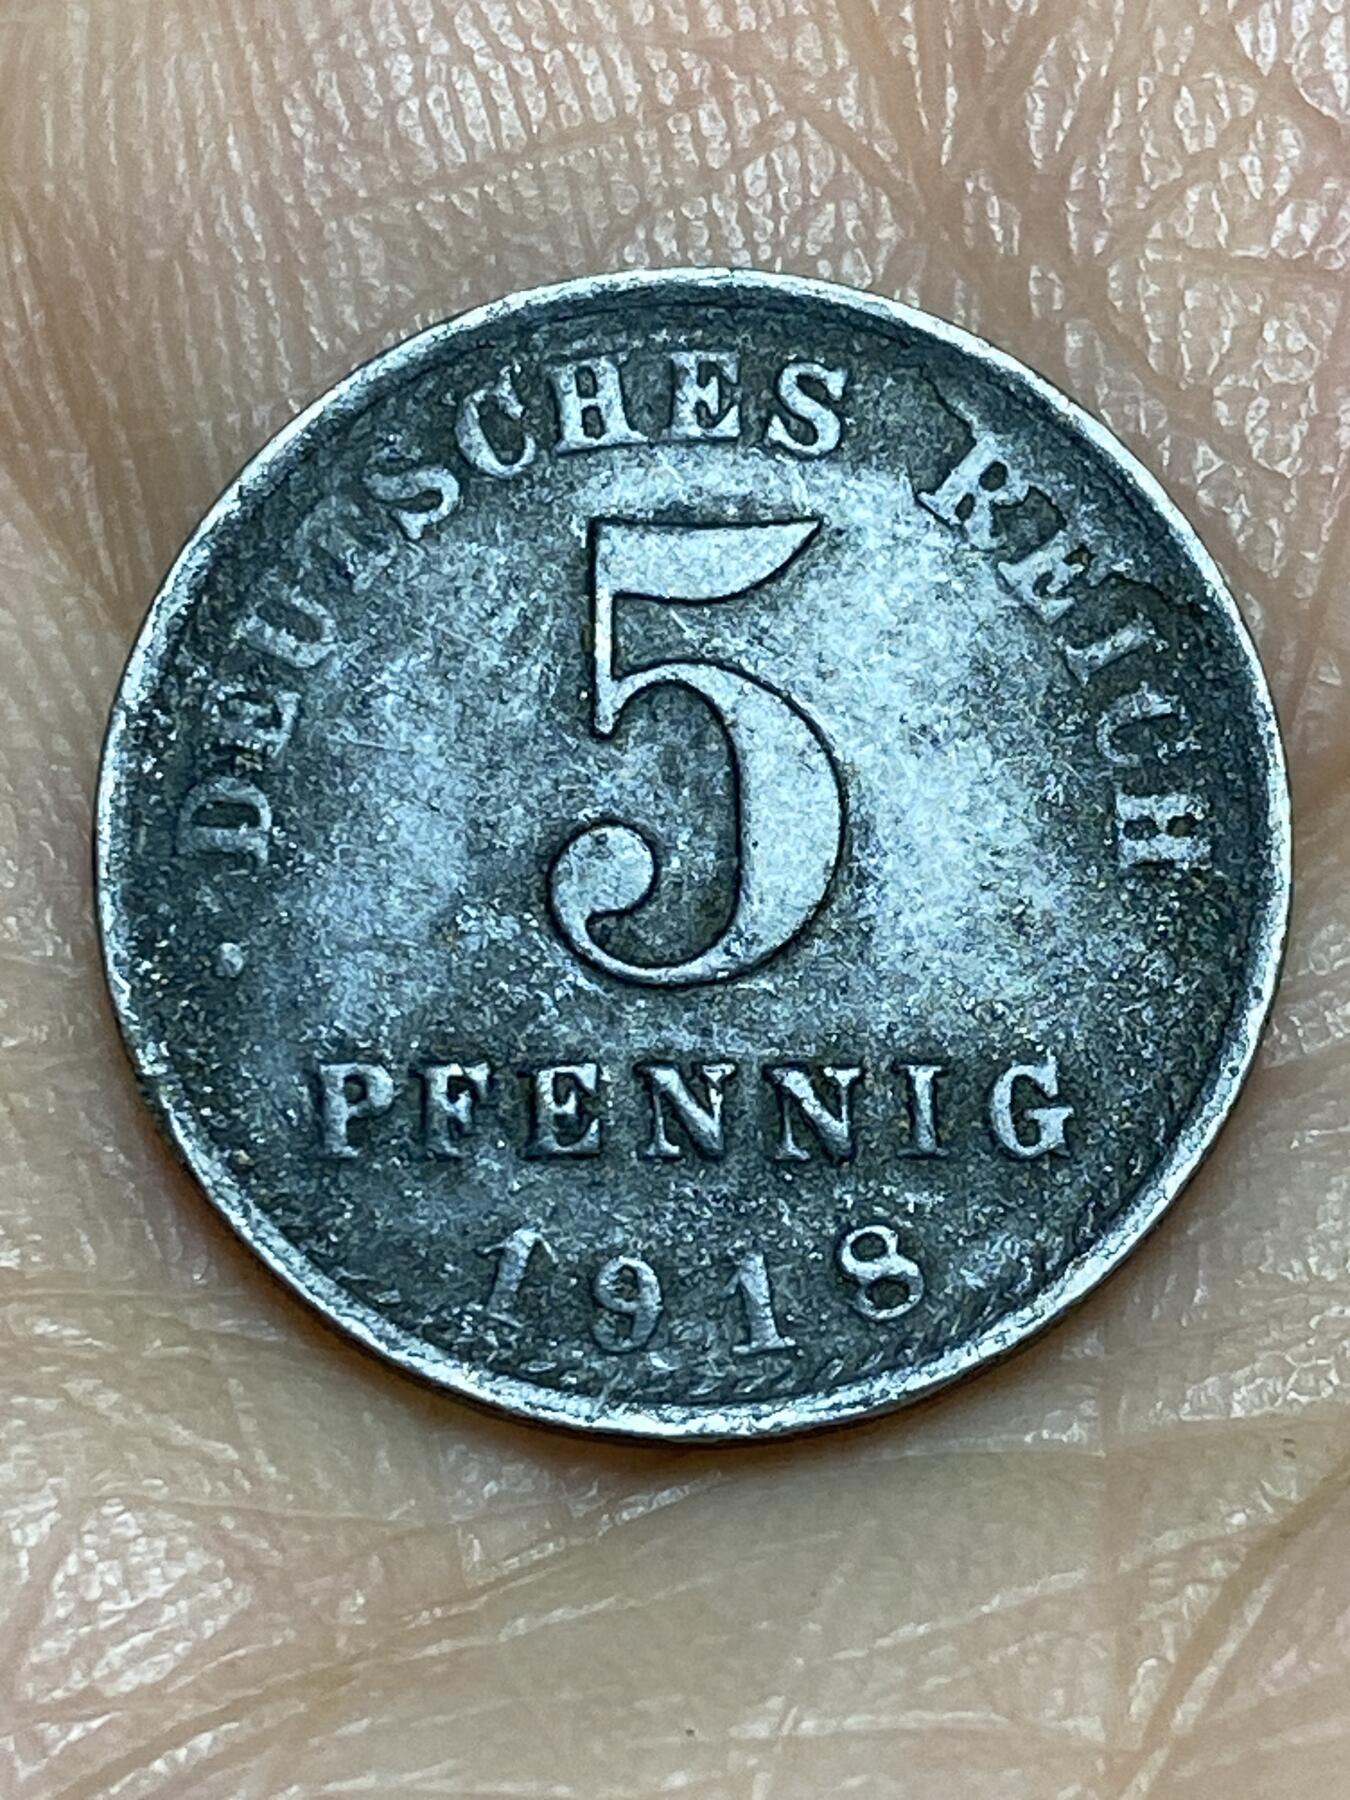 DEUTSCHES REICH
5
PFENNIG
1918